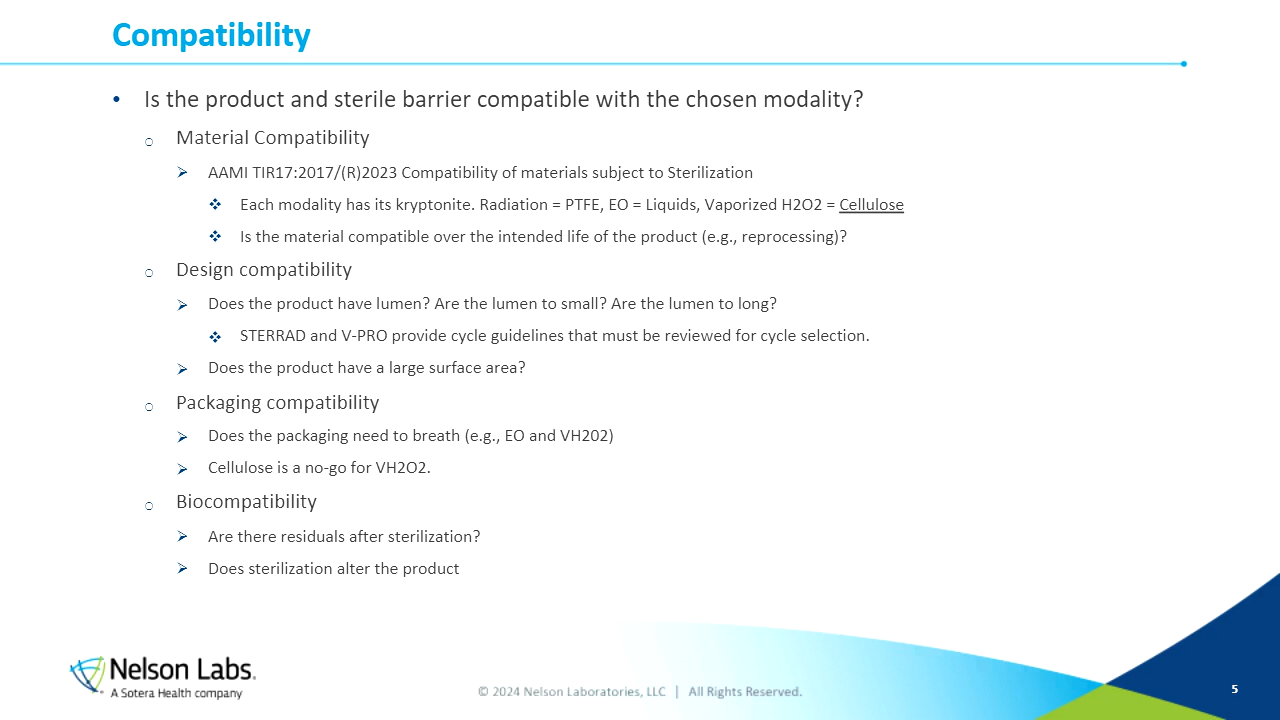 Compatibility
• Is the product and sterile barrier compatible with the chosen modality?
o Material Compatibility
➢ AAMI TIR17:2017/(R)2023 Compatibility of materials subject to Sterilization
❖ Each modality has its kryptonite. Radiation = PTFE, EO = Liquids, Vaporized H2O2 = Cellulose
❖ Is the material compatible over the intended life of the product (e.g., reprocessing)?
o Design compatibility
➢ Does the product have lumen? Are the lumen to small? Are the lumen to long?
❖ STERRAD and V-PRO provide cycle guidelines that must be reviewed for cycle selection.
➢ Does the product have a large surface area?
o Packaging compatibility
➢ Does the packaging need to breath (e.g., EO and VH202)
➢ Cellulose is a no-go for VH2O2.
o Biocompatibility
➢ Are there residuals after sterilization?
➢ Does sterilization alter the product
Nelson Labs.
A Sotera Health company
© 2024 Nelson Laboratories, LLC | All Rights Reserved.
5